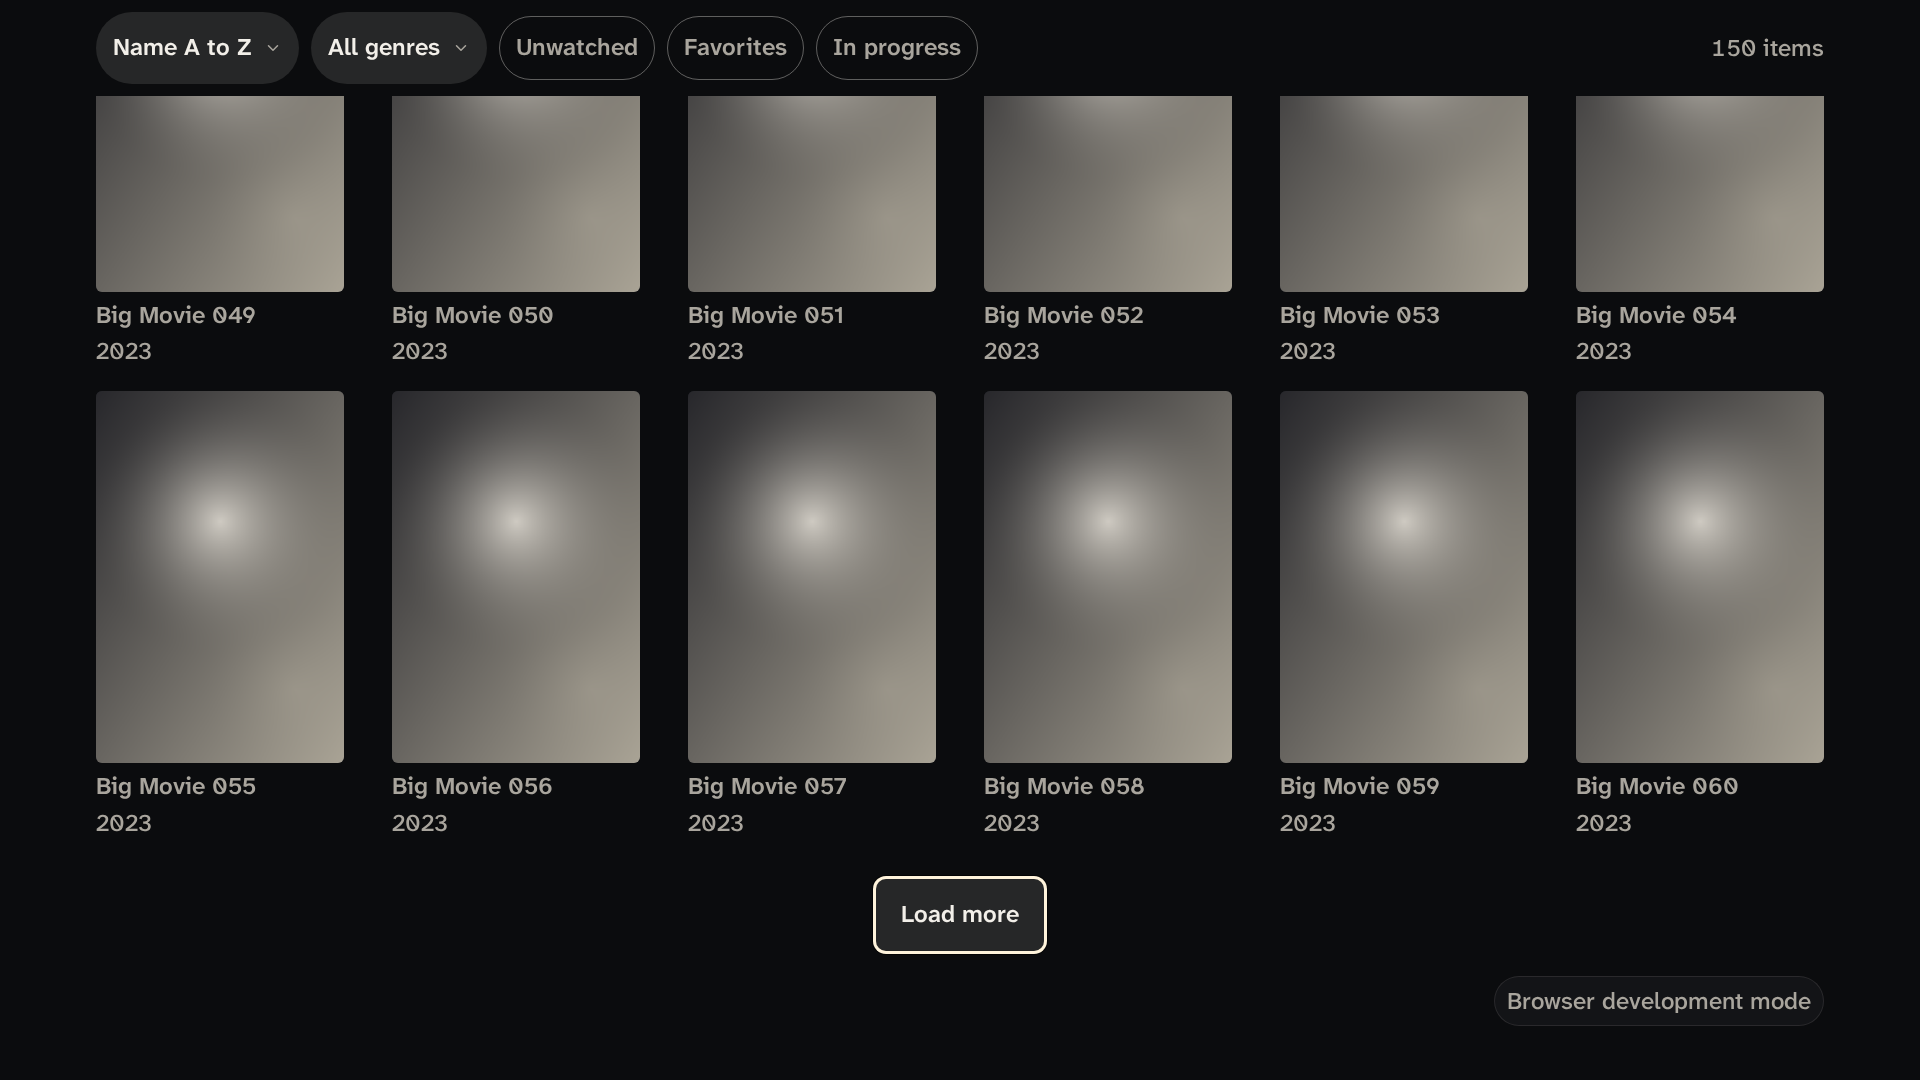 Name A to Z
All genres
Unwatched
Favorites
In progress
150 items
Big Movie 049
2023
Big Movie 050
2023
Big Movie 051
2023
Big Movie 052
2023
Big Movie 053
2023
Big Movie 054
2023
Big Movie 055
2023
Big Movie 056
2023
Big Movie 057
2023
Big Movie 058
2023
Big Movie 059
2023
Big Movie 060
2023
Load more
Browser development mode